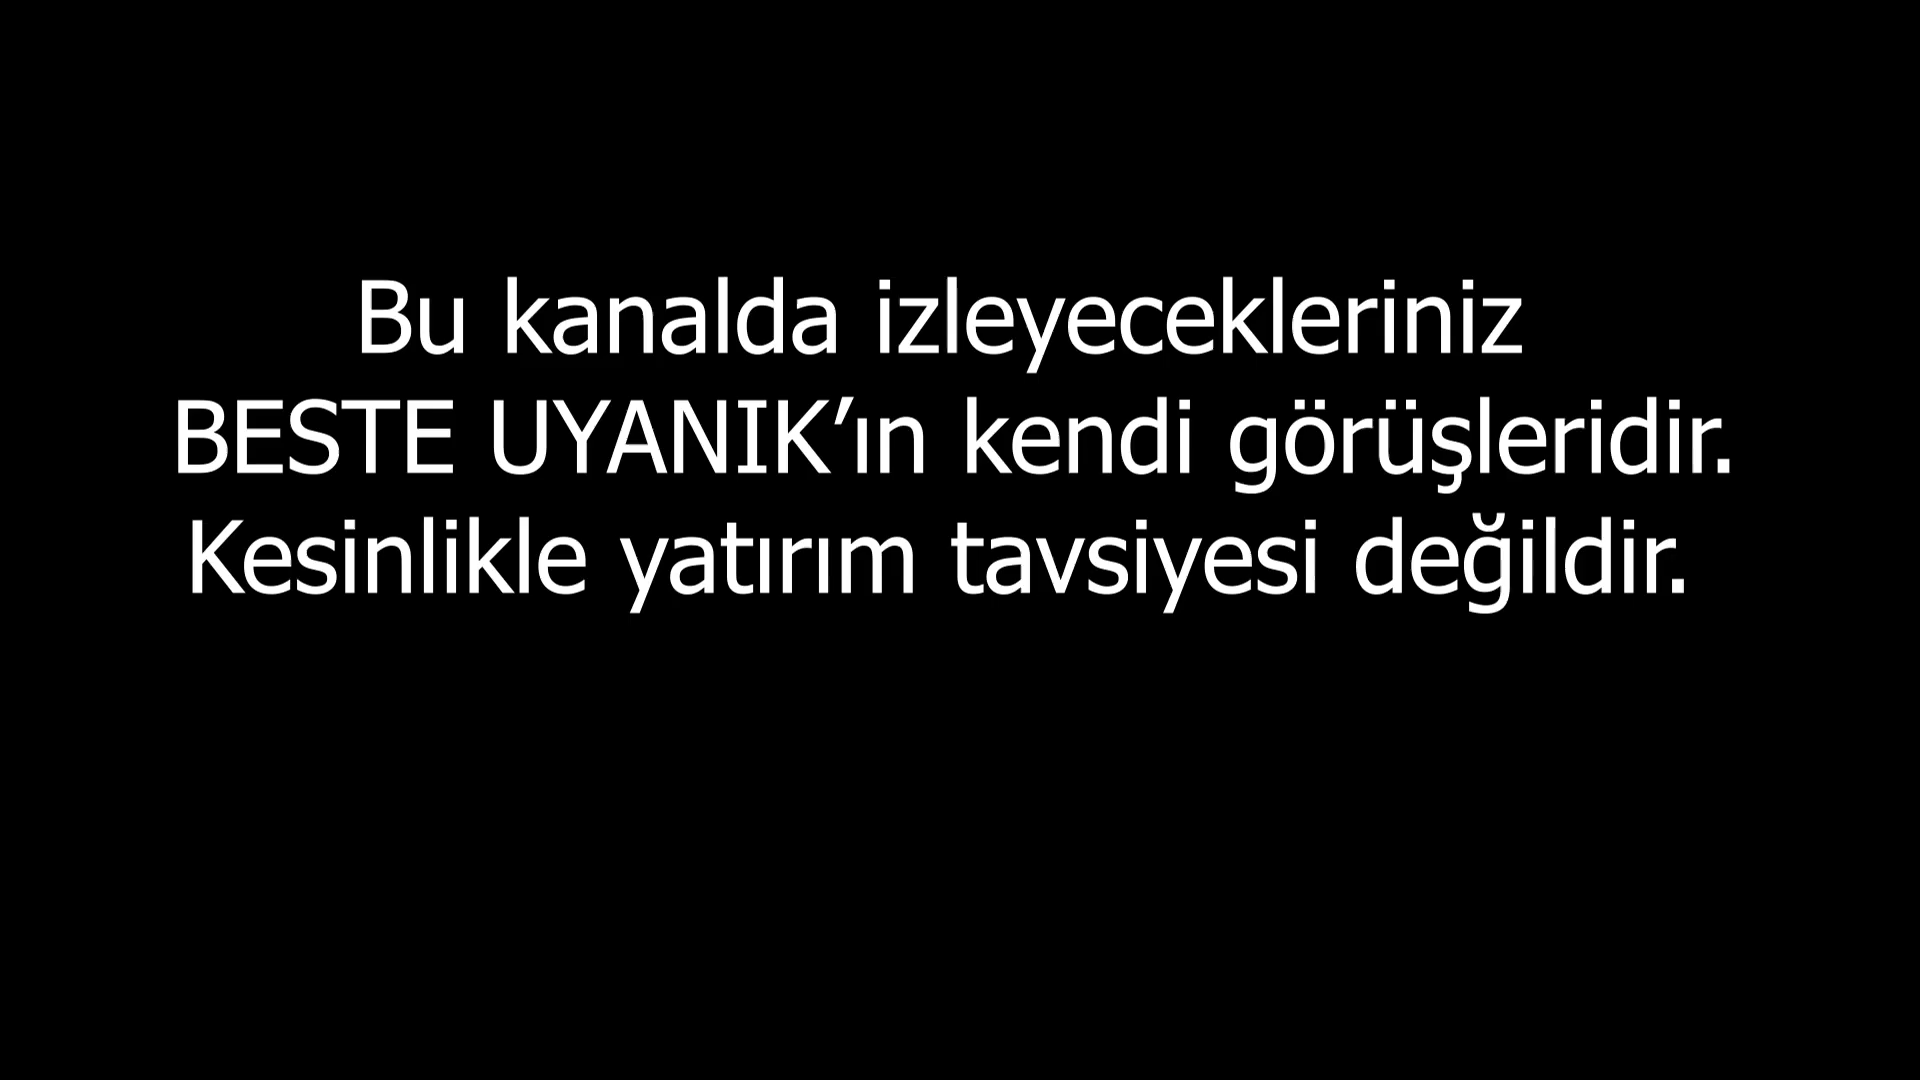 Bu kanalda izleyecekleriniz
BESTE UYANIK’ın kendi görüşleridir.
Kesinlikle yatırım tavsiyesi değildir.